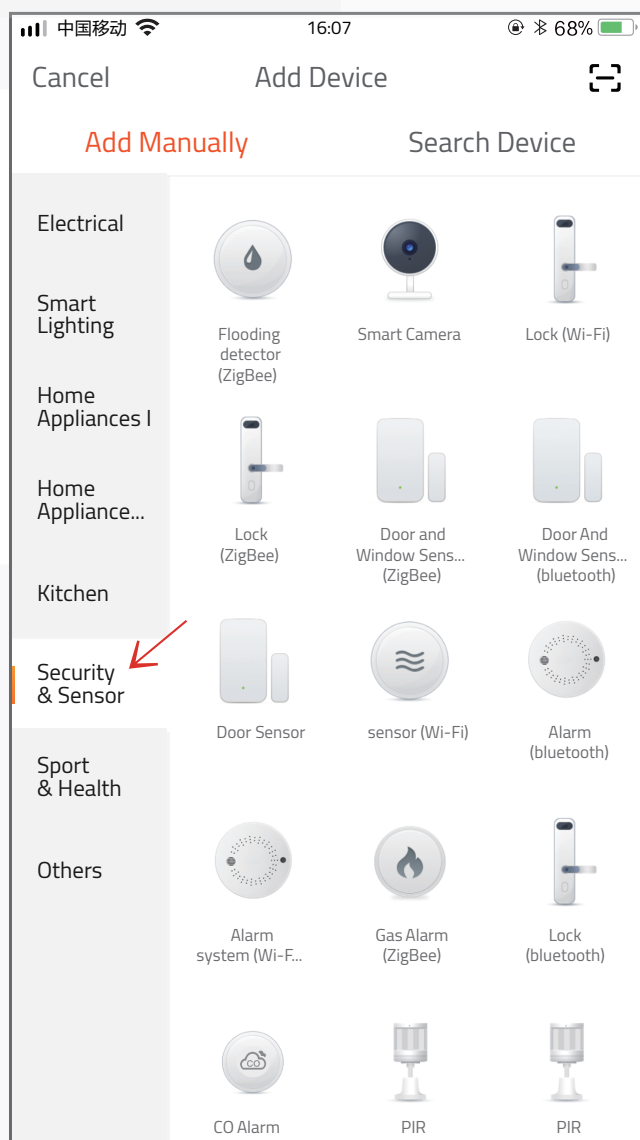 中国移动 16:07 68%
Cancel Add Device
Add Manually Search Device
Electrical
Smart
Lighting
Home
Appliances I
Home
Appliance...
Kitchen
Security
& Sensor
Sport
& Health
Others
Flooding
detector
(ZigBee)
Smart Camera
Lock (Wi-Fi)
Lock
(ZigBee)
Door and
Window Sens...
(ZigBee)
Door And
Window Sens...
(bluetooth)
Door Sensor
sensor (Wi-Fi)
Alarm
(bluetooth)
Alarm
system (Wi-F...
Gas Alarm
(ZigBee)
Lock
(bluetooth)
CO
CO Alarm
PIR
PIR